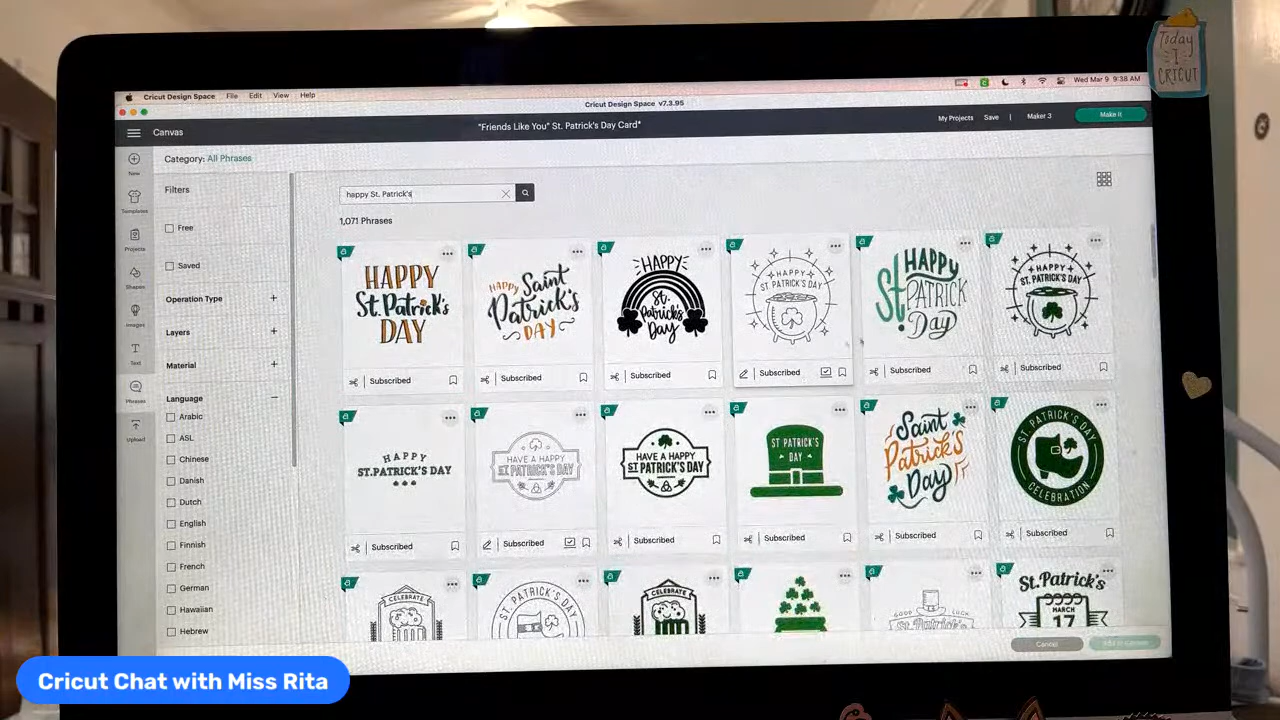 Today
I
CRICUT
Cricut Design Space File Edit View Help
Wed Mar 9 9:38 AM
Cricut Design Space v7.3.95
Canvas
"Friends Like You" St. Patrick's Day Card*
My Projects Save | Maker 3 Make It
New
Templates
Projects
Shapes
Images
Text
Phrases
Upload
Category: All Phrases
Filters
Free
Saved
Operation Type +
Layers +
Material +
Language −
Arabic
ASL
Chinese
Danish
Dutch
English
Finnish
French
German
Hawaiian
Hebrew
happy St. Patrick's
1,071 Phrases
HAPPY
St. Patrick's
DAY
Subscribed
HAPPY Saint
Patrick's
DAY
Subscribed
HAPPY
St.
Patrick's
Day
Subscribed
HAPPY
ST. PATRICK'S DAY
Subscribed
HAPPY
St.
PATRICK
Day
Subscribed
HAPPY
ST. PATRICK'S DAY
Subscribed
HAPPY
ST.PATRICK'S DAY
Subscribed
HAVE A HAPPY
ST PATRICK'S DAY
Subscribed
HAVE A HAPPY
ST PATRICK'S DAY
Subscribed
ST PATRICK'S
DAY
Subscribed
Saint
Patrick's
Day
Subscribed
ST. PATRICK'S DAY
CELEBRATION
Subscribed
CELEBRATE
ST. PATRICK'S DAY
CELEBRATE
GOOD LUCK
St. Patrick's
St. Patrick's
MARCH
17
Cancel
Cricut Chat with Miss Rita